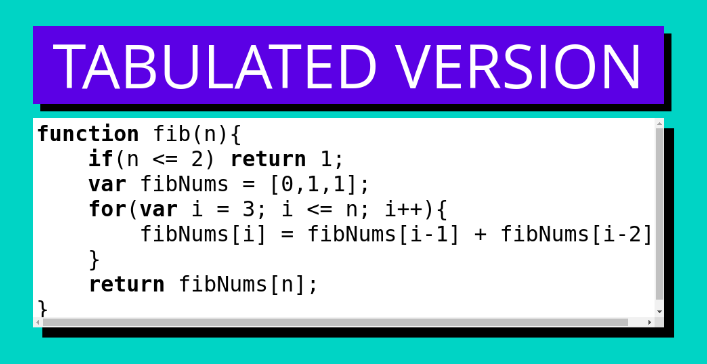 TABULATED VERSION
function fib(n){
    if(n <= 2) return 1;
    var fibNums = [0,1,1];
    for(var i = 3; i <= n; i++){
        fibNums[i] = fibNums[i-1] + fibNums[i-2]
    }
    return fibNums[n];
}